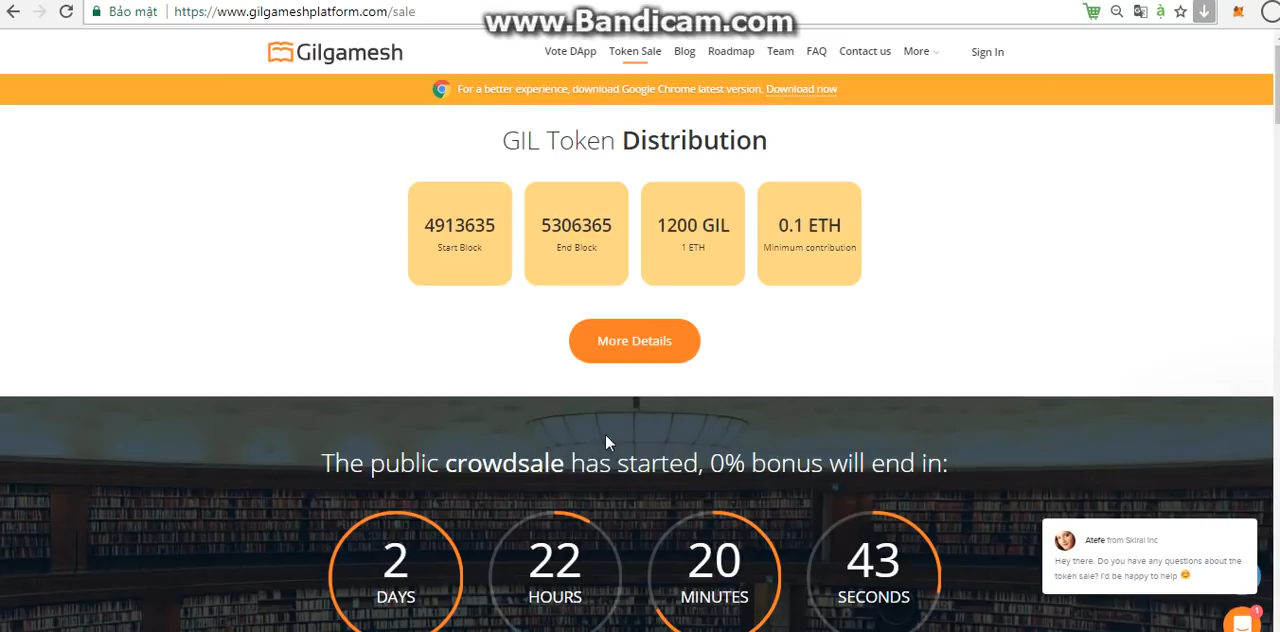 Bảo mật | https://www.gilgameshplatform.com/sale
www.Bandicam.com
Gilgamesh
Vote DApp Token Sale Blog Roadmap Team FAQ Contact us More Sign In
For a better experience, download Google Chrome latest version. Download now
GIL Token Distribution
4913635
Start Block
5306365
End Block
1200 GIL
1 ETH
0.1 ETH
Minimum contribution
More Details
The public crowdsale has started, 0% bonus will end in:
2
DAYS
22
HOURS
20
MINUTES
43
SECONDS
Atefe from Skiral Inc
Hey there. Do you have any questions about the
token sale? I'd be happy to help 😊
1